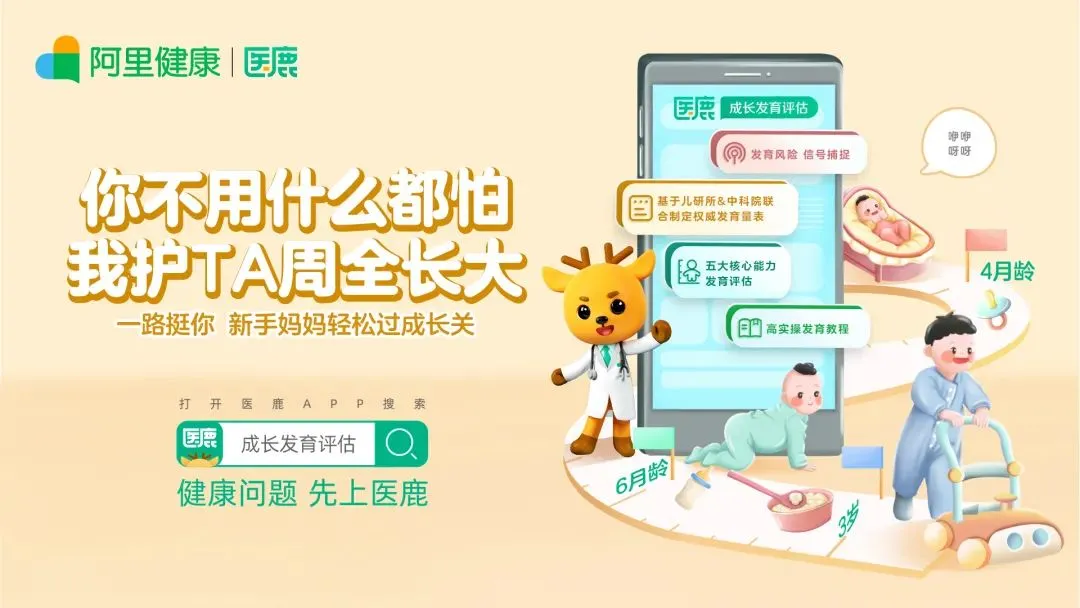 阿里健康 | 医鹿
你不用什么都怕
我护TA周全长大
一路挺你 新手妈妈轻松过成长关
打开医鹿APP搜索
医鹿
成长发育评估
健康问题 先上医鹿
医鹿 成长发育评估
发育风险 信号捕捉
基于儿研所&中科院联
合制定权威发育量表
五大核心能力
发育评估
高实操发育教程
咿咿
呀呀
4月龄
6月龄
3岁